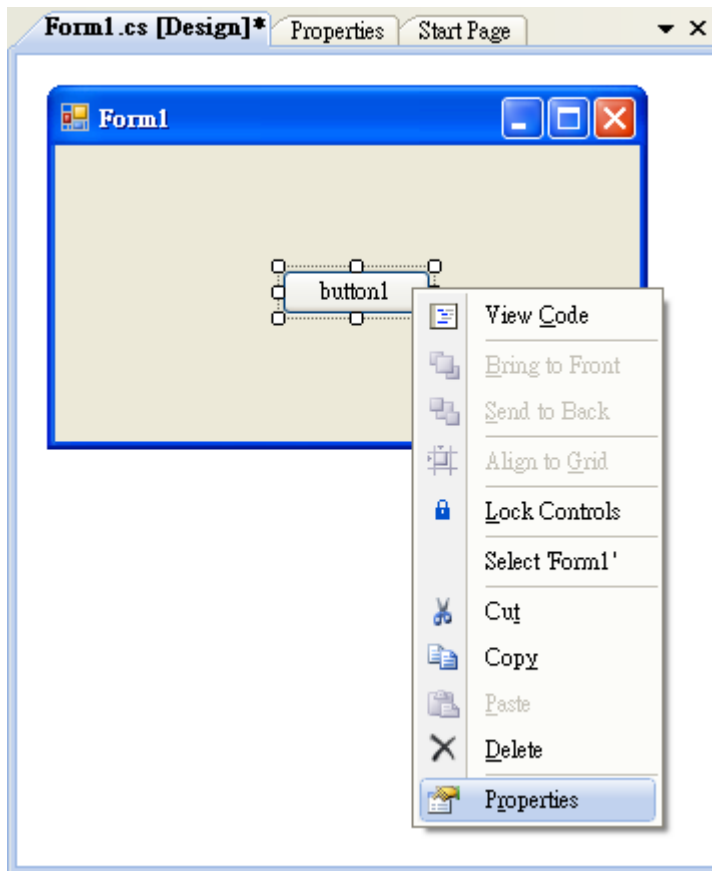 Form1.cs [Design]* Properties Start Page
Form1
button1
View Code
Bring to Front
Send to Back
Align to Grid
Lock Controls
Select 'Form1'
Cut
Copy
Paste
Delete
Properties